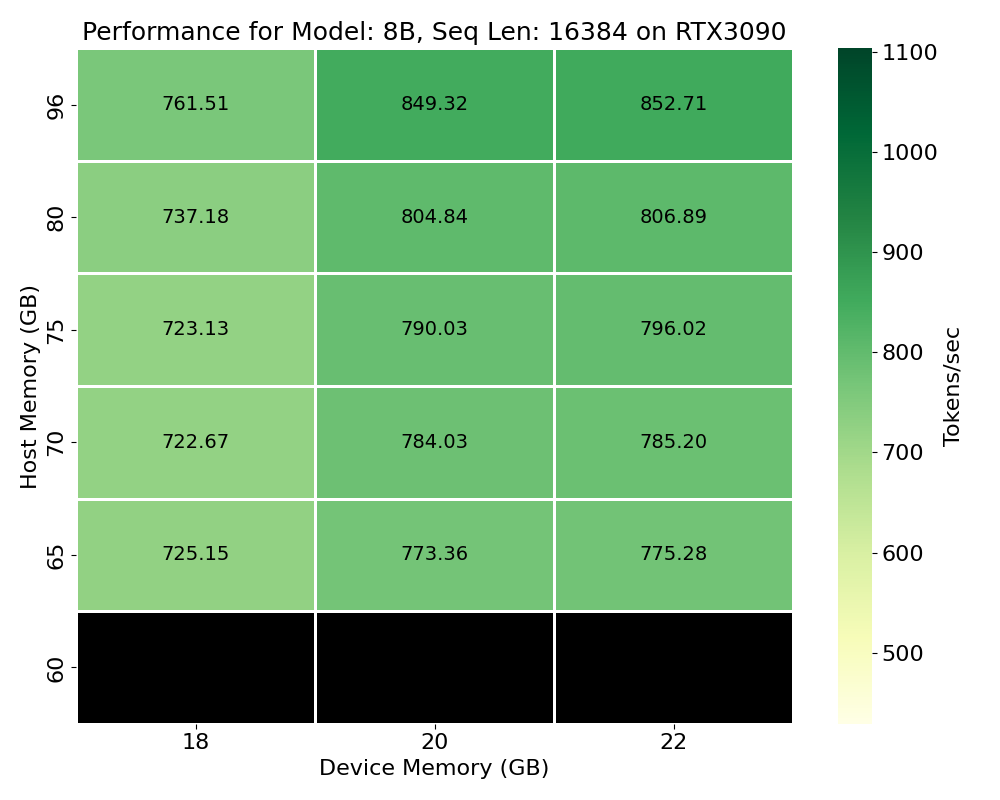 Performance for Model: 8B, Seq Len: 16384 on RTX3090
Host Memory (GB)
96
761.51 849.32 852.71
80
737.18 804.84 806.89
75
723.13 790.03 796.02
70
722.67 784.03 785.20
65
725.15 773.36 775.28
60
18 20 22
Device Memory (GB)
1100
1000
900
800
700
600
500
Tokens/sec